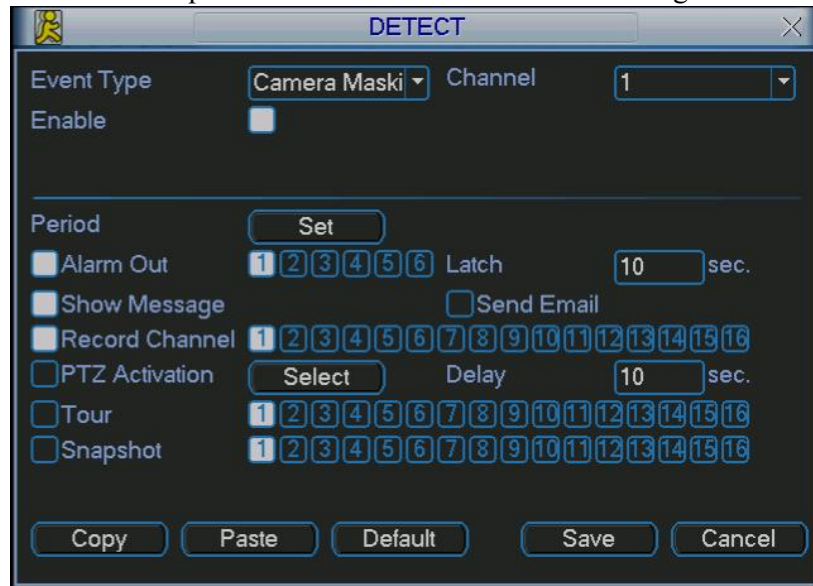 DETECT
Event Type Camera Maski Channel 1
Enable
Period Set
Alarm Out 1 2 3 4 5 6 Latch 10 sec.
Show Message Send Email
Record Channel 1 2 3 4 5 6 7 8 9 10 11 12 13 14 15 16
PTZ Activation Select Delay 10 sec.
Tour 1 2 3 4 5 6 7 8 9 10 11 12 13 14 15 16
Snapshot 1 2 3 4 5 6 7 8 9 10 11 12 13 14 15 16
Copy Paste Default Save Cancel